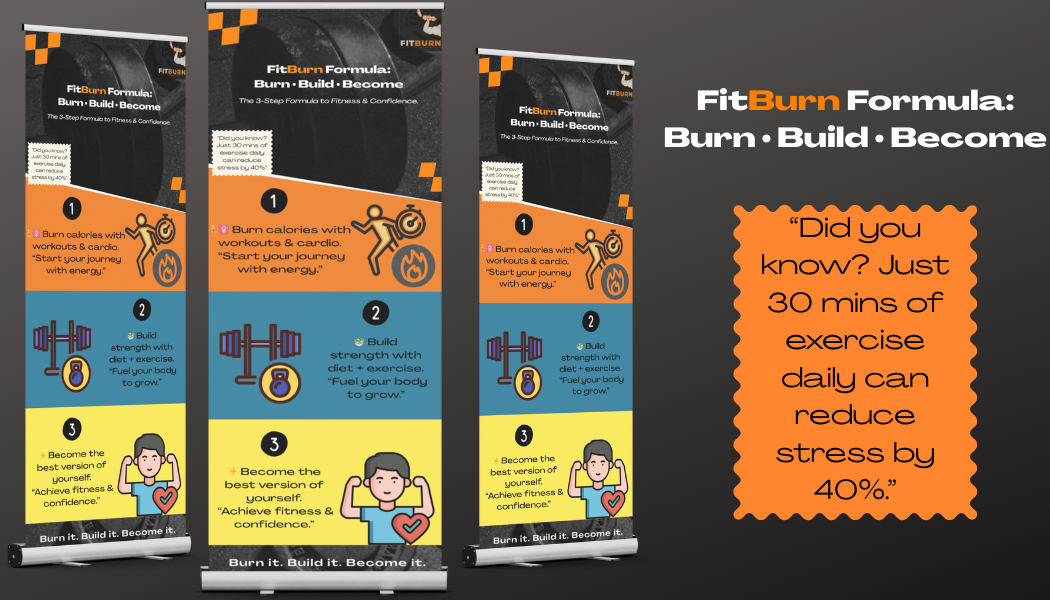 FITBURN
FitBurn Formula:
Burn • Build • Become
The 3-Step Formula to Fitness & Confidence.
"Did you know?
Just 30 mins of
exercise daily
can reduce
stress by 40%."
1
Burn calories with
workouts & cardio.
"Start your journey
with energy."
2
Build
strength with
diet + exercise.
"Fuel your body
to grow."
3
Become the
best version of
yourself.
"Achieve fitness &
confidence."
Burn it. Build it. Become it.
FITBURN
FitBurn Formula:
Burn • Build • Become
The 3-Step Formula to Fitness & Confidence.
"Did you know?
Just 30 mins of
exercise daily
can reduce
stress by 40%."
1
Burn calories with
workouts & cardio.
"Start your journey
with energy."
2
Build
strength with
diet + exercise.
"Fuel your body
to grow."
3
Become the
best version of
yourself.
"Achieve fitness &
confidence."
Burn it. Build it. Become it.
FITBURN
FitBurn Formula:
Burn • Build • Become
The 3-Step Formula to Fitness & Confidence.
"Did you know?
Just 30 mins of
exercise daily
can reduce
stress by 40%."
1
Burn calories with
workouts & cardio.
"Start your journey
with energy."
2
Build
strength with
diet + exercise.
"Fuel your body
to grow."
3
Become the
best version of
yourself.
"Achieve fitness &
confidence."
Burn it. Build it. Become it.
FitBurn Formula:
Burn • Build • Become
"Did you
know? Just
30 mins of
exercise
daily can
reduce
stress by
40%."